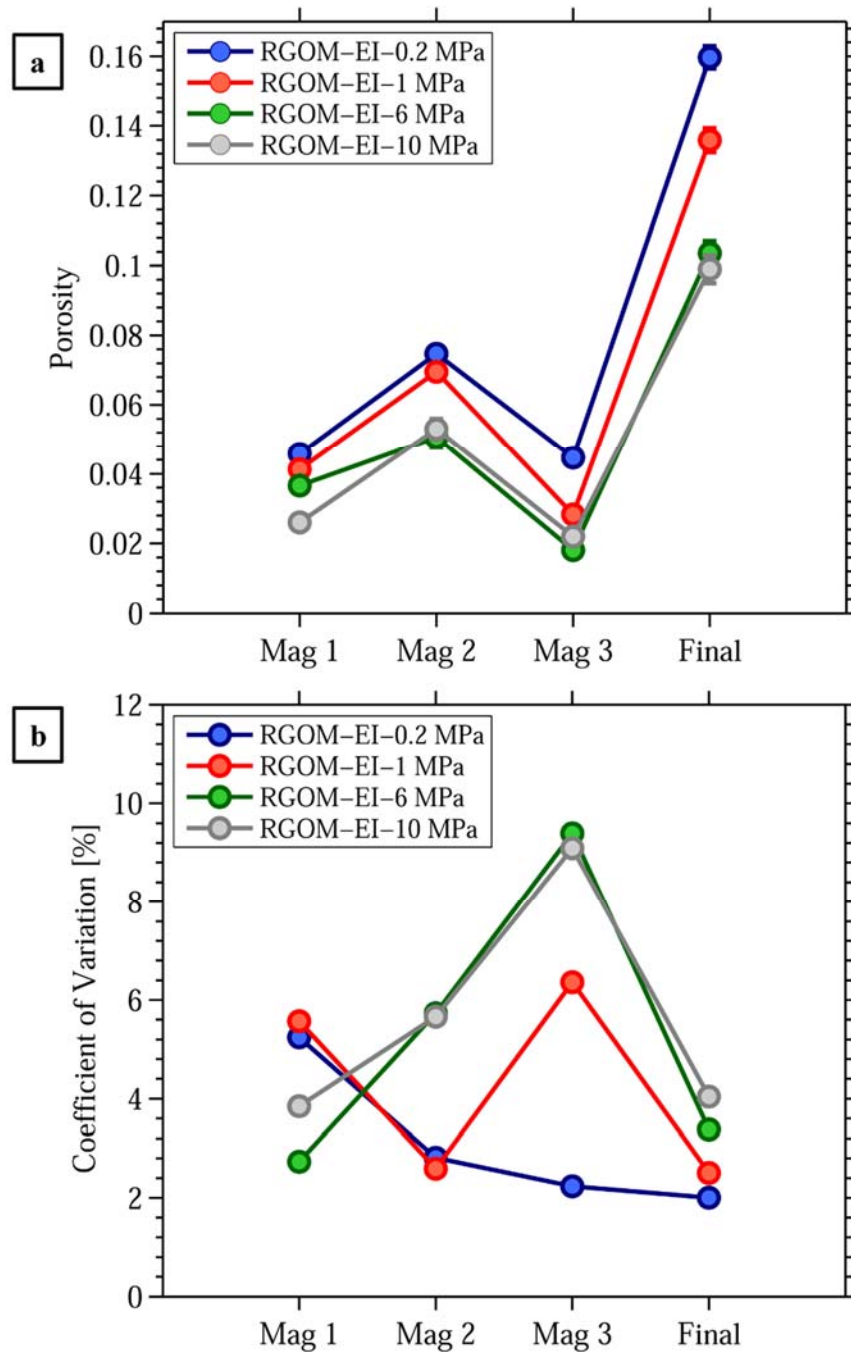 a
RGOM–EI–0.2 MPa
RGOM–EI–1 MPa
RGOM–EI–6 MPa
RGOM–EI–10 MPa
0.16
0.14
0.12
0.1
0.08
0.06
0.04
0.02
0
Porosity
Mag 1 Mag 2 Mag 3 Final
b
RGOM–EI–0.2 MPa
RGOM–EI–1 MPa
RGOM–EI–6 MPa
RGOM–EI–10 MPa
12
10
8
6
4
2
0
Coefficient of Variation [%]
Mag 1 Mag 2 Mag 3 Final